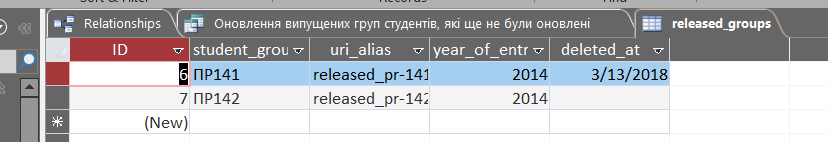 Relationships Оновлення випущених груп студентів, які ще не були оновлені released_groups
ID student_grou uri_alias year_of_entr deleted_at
6 ПР141 released_pr-141 2014 3/13/2018
7 ПР142 released_pr-142 2014
(New)